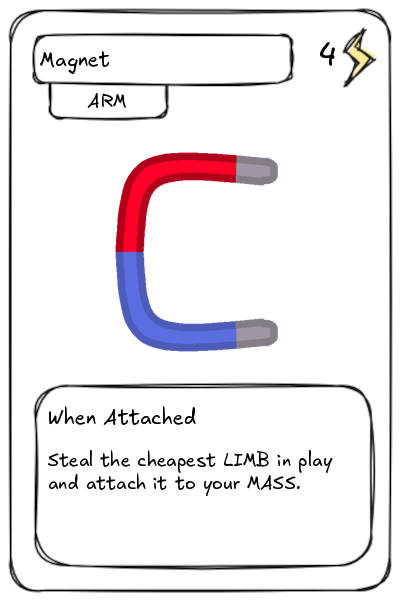 Magnet
4
ARM
When Attached
Steal the cheapest LIMB in play
and attach it to your MASS.